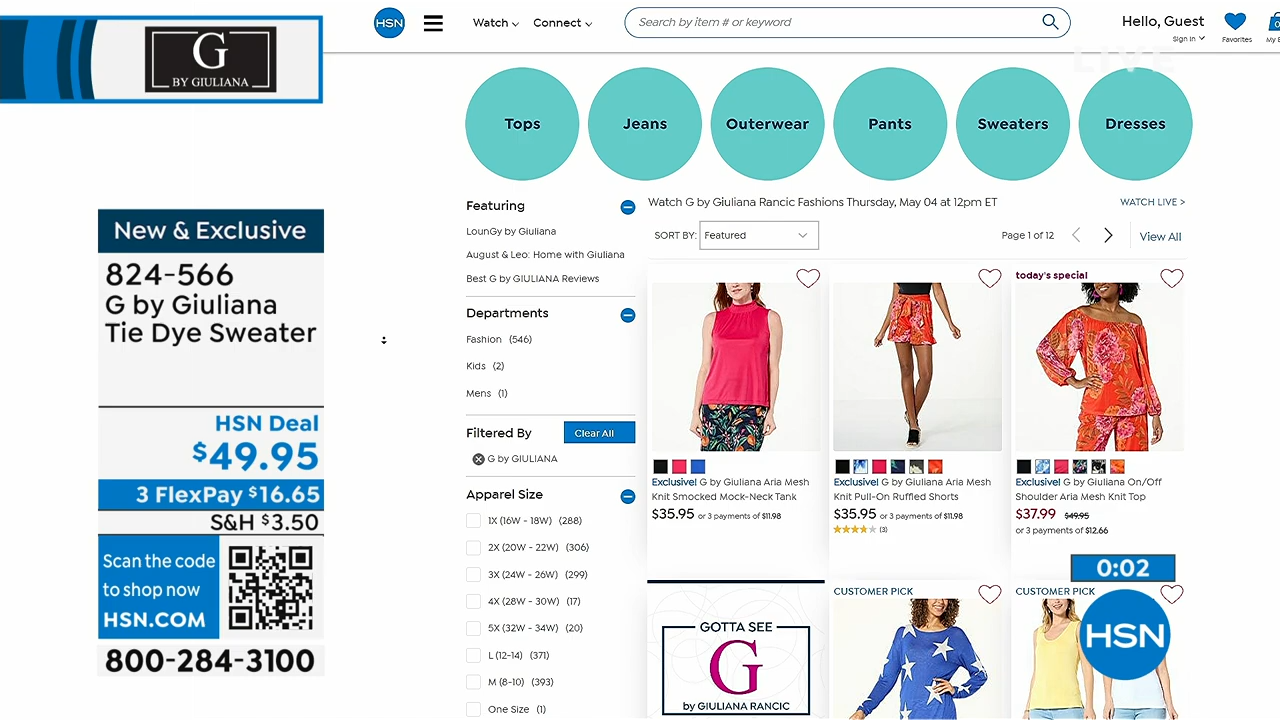 G
BY GIULIANA
New & Exclusive
824-566
G by Giuliana
Tie Dye Sweater
HSN Deal
$49.95
3 FlexPay $16.65
S&H $3.50
Scan the code
to shop now
HSN.COM
800-284-3100
HSN
Watch
Connect
Search by item # or keyword
Hello, Guest
Sign In
Favorites
0
LIVE
Tops
Jeans
Outerwear
Pants
Sweaters
Dresses
Featuring
LounGy by Giuliana
August & Leo: Home with Giuliana
Best G by GIULIANA Reviews
Departments
Fashion (546)
Kids (2)
Mens (1)
Filtered By
Clear All
G by GIULIANA
Apparel Size
1X (16W - 18W) (288)
2X (20W - 22W) (306)
3X (24W - 26W) (299)
4X (28W - 30W) (17)
5X (32W - 34W) (20)
L (12-14) (371)
M (8-10) (393)
One Size (1)
Watch G by Giuliana Rancic Fashions Thursday, May 04 at 12pm ET
WATCH LIVE >
SORT BY:
Featured
Page 1 of 12
View All
Exclusive! G by Giuliana Aria Mesh
Knit Smocked Mock-Neck Tank
$35.95 or 3 payments of $11.98
Exclusive! G by Giuliana Aria Mesh
Knit Pull-On Ruffled Shorts
$35.95 or 3 payments of $11.98
(3)
today's special
Exclusive! G by Giuliana On/Off
Shoulder Aria Mesh Knit Top
$37.99 $49.95
or 3 payments of $12.66
0:02
GOTTA SEE
G
by GIULIANA RANCIC
CUSTOMER PICK
CUSTOMER PICK
HSN